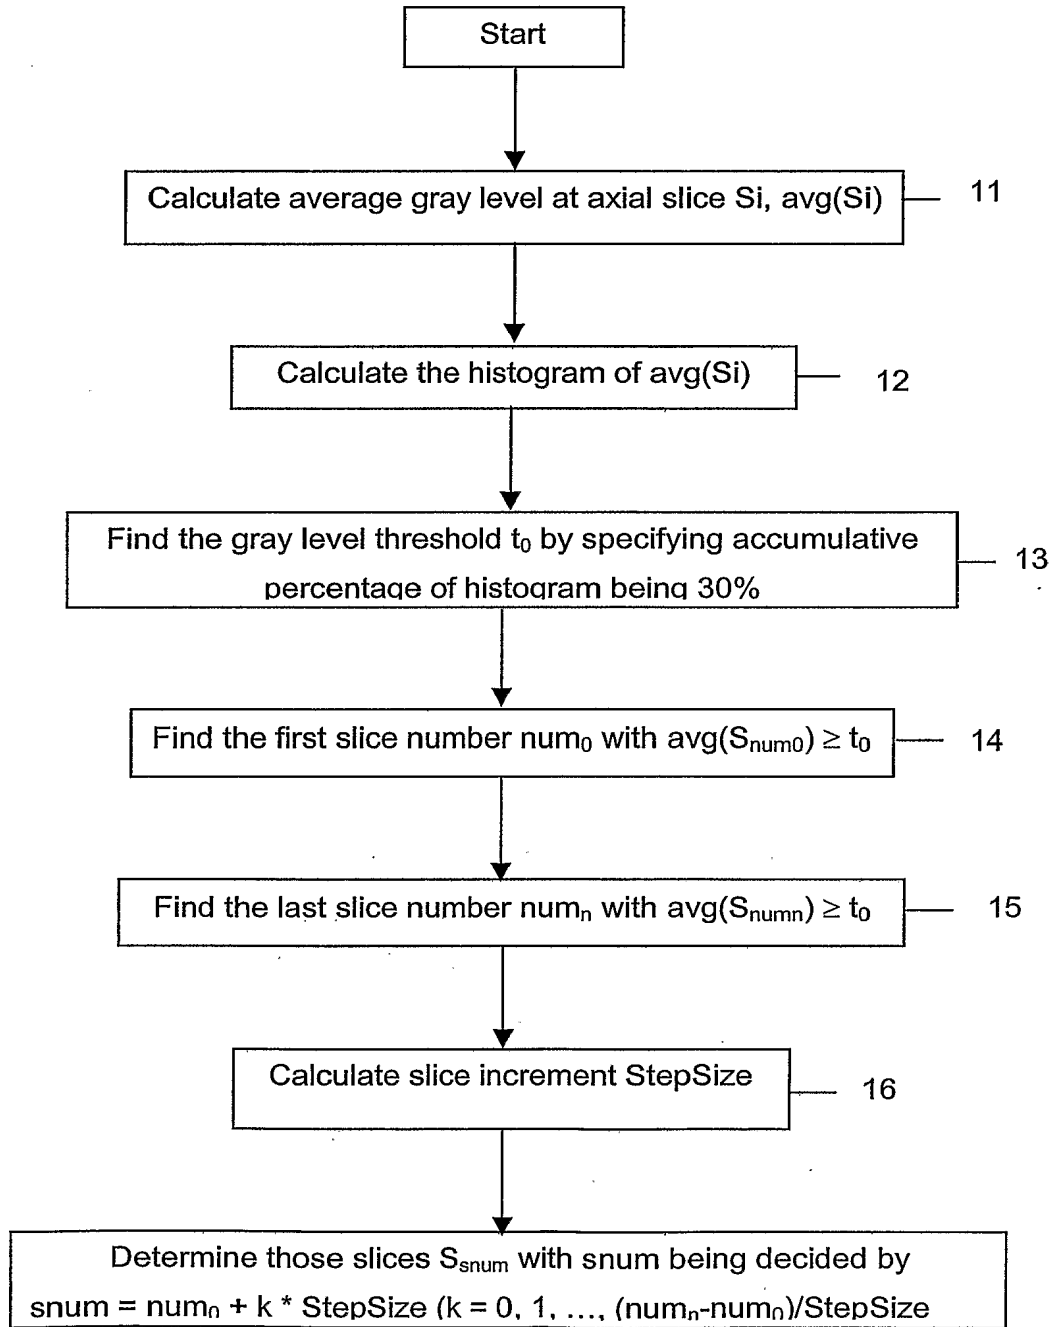 Start
Calculate average gray level at axial slice Si, avg(Si)
11
Calculate the histogram of avg(Si)
12
Find the gray level threshold t₀ by specifying accumulative
percentage of histogram being 30%
13
Find the first slice number num₀ with avg(Sₙᵤₘ₀) ≥ t₀
14
Find the last slice number numₙ with avg(Sₙᵤₘₙ) ≥ t₀
15
Calculate slice increment StepSize
16
Determine those slices Sₛₙᵤₘ with snum being decided by
snum = num₀ + k * StepSize (k = 0, 1, ..., (numₙ-num₀)/StepSize